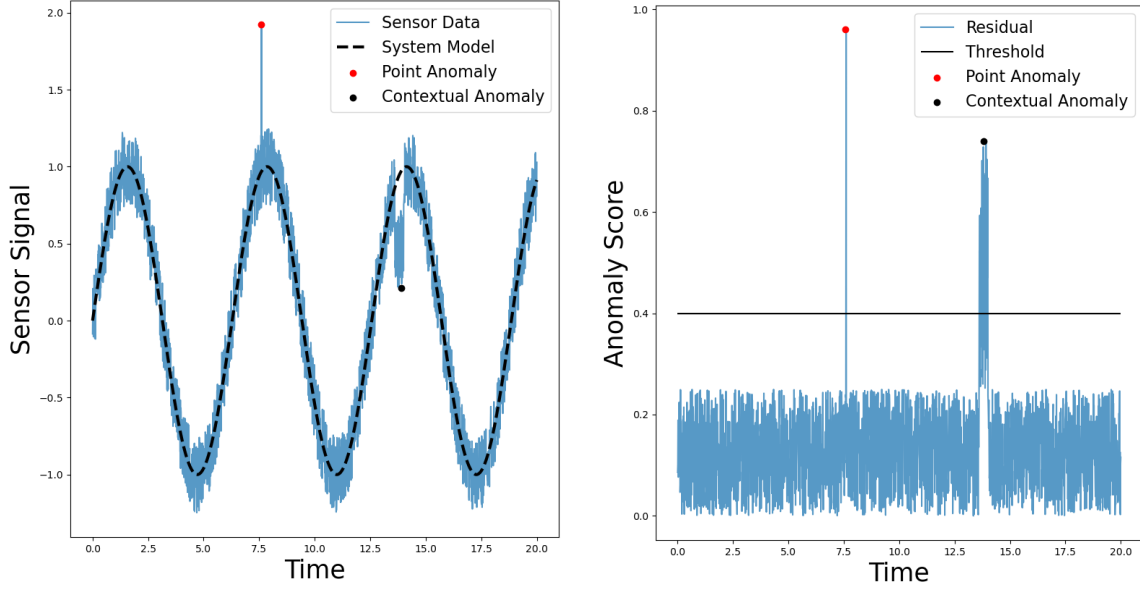 2.0
1.5
1.0
0.5
0.0
−0.5
−1.0
Sensor Signal
Sensor Data
System Model
Point Anomaly
Contextual Anomaly
0.0 2.5 5.0 7.5 10.0 12.5 15.0 17.5 20.0
Time
1.0
0.8
0.6
0.4
0.2
0.0
Anomaly Score
Residual
Threshold
Point Anomaly
Contextual Anomaly
0.0 2.5 5.0 7.5 10.0 12.5 15.0 17.5 20.0
Time